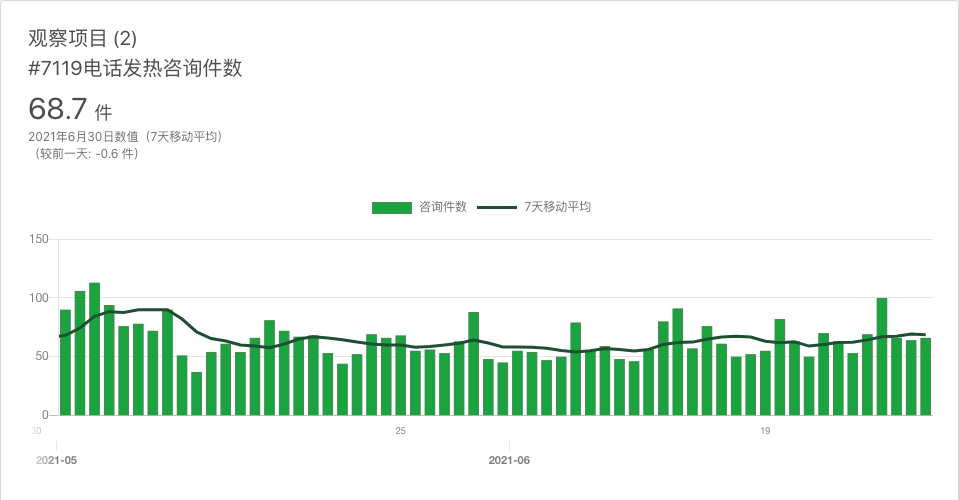 观察项目 (2)
#7119电话发热咨询件数
68.7 件
2021年6月30日数值（7天移动平均）
（较前一天: -0.6 件）
咨询件数 7天移动平均
150
100
50
0
30 25 19
2021-05 2021-06